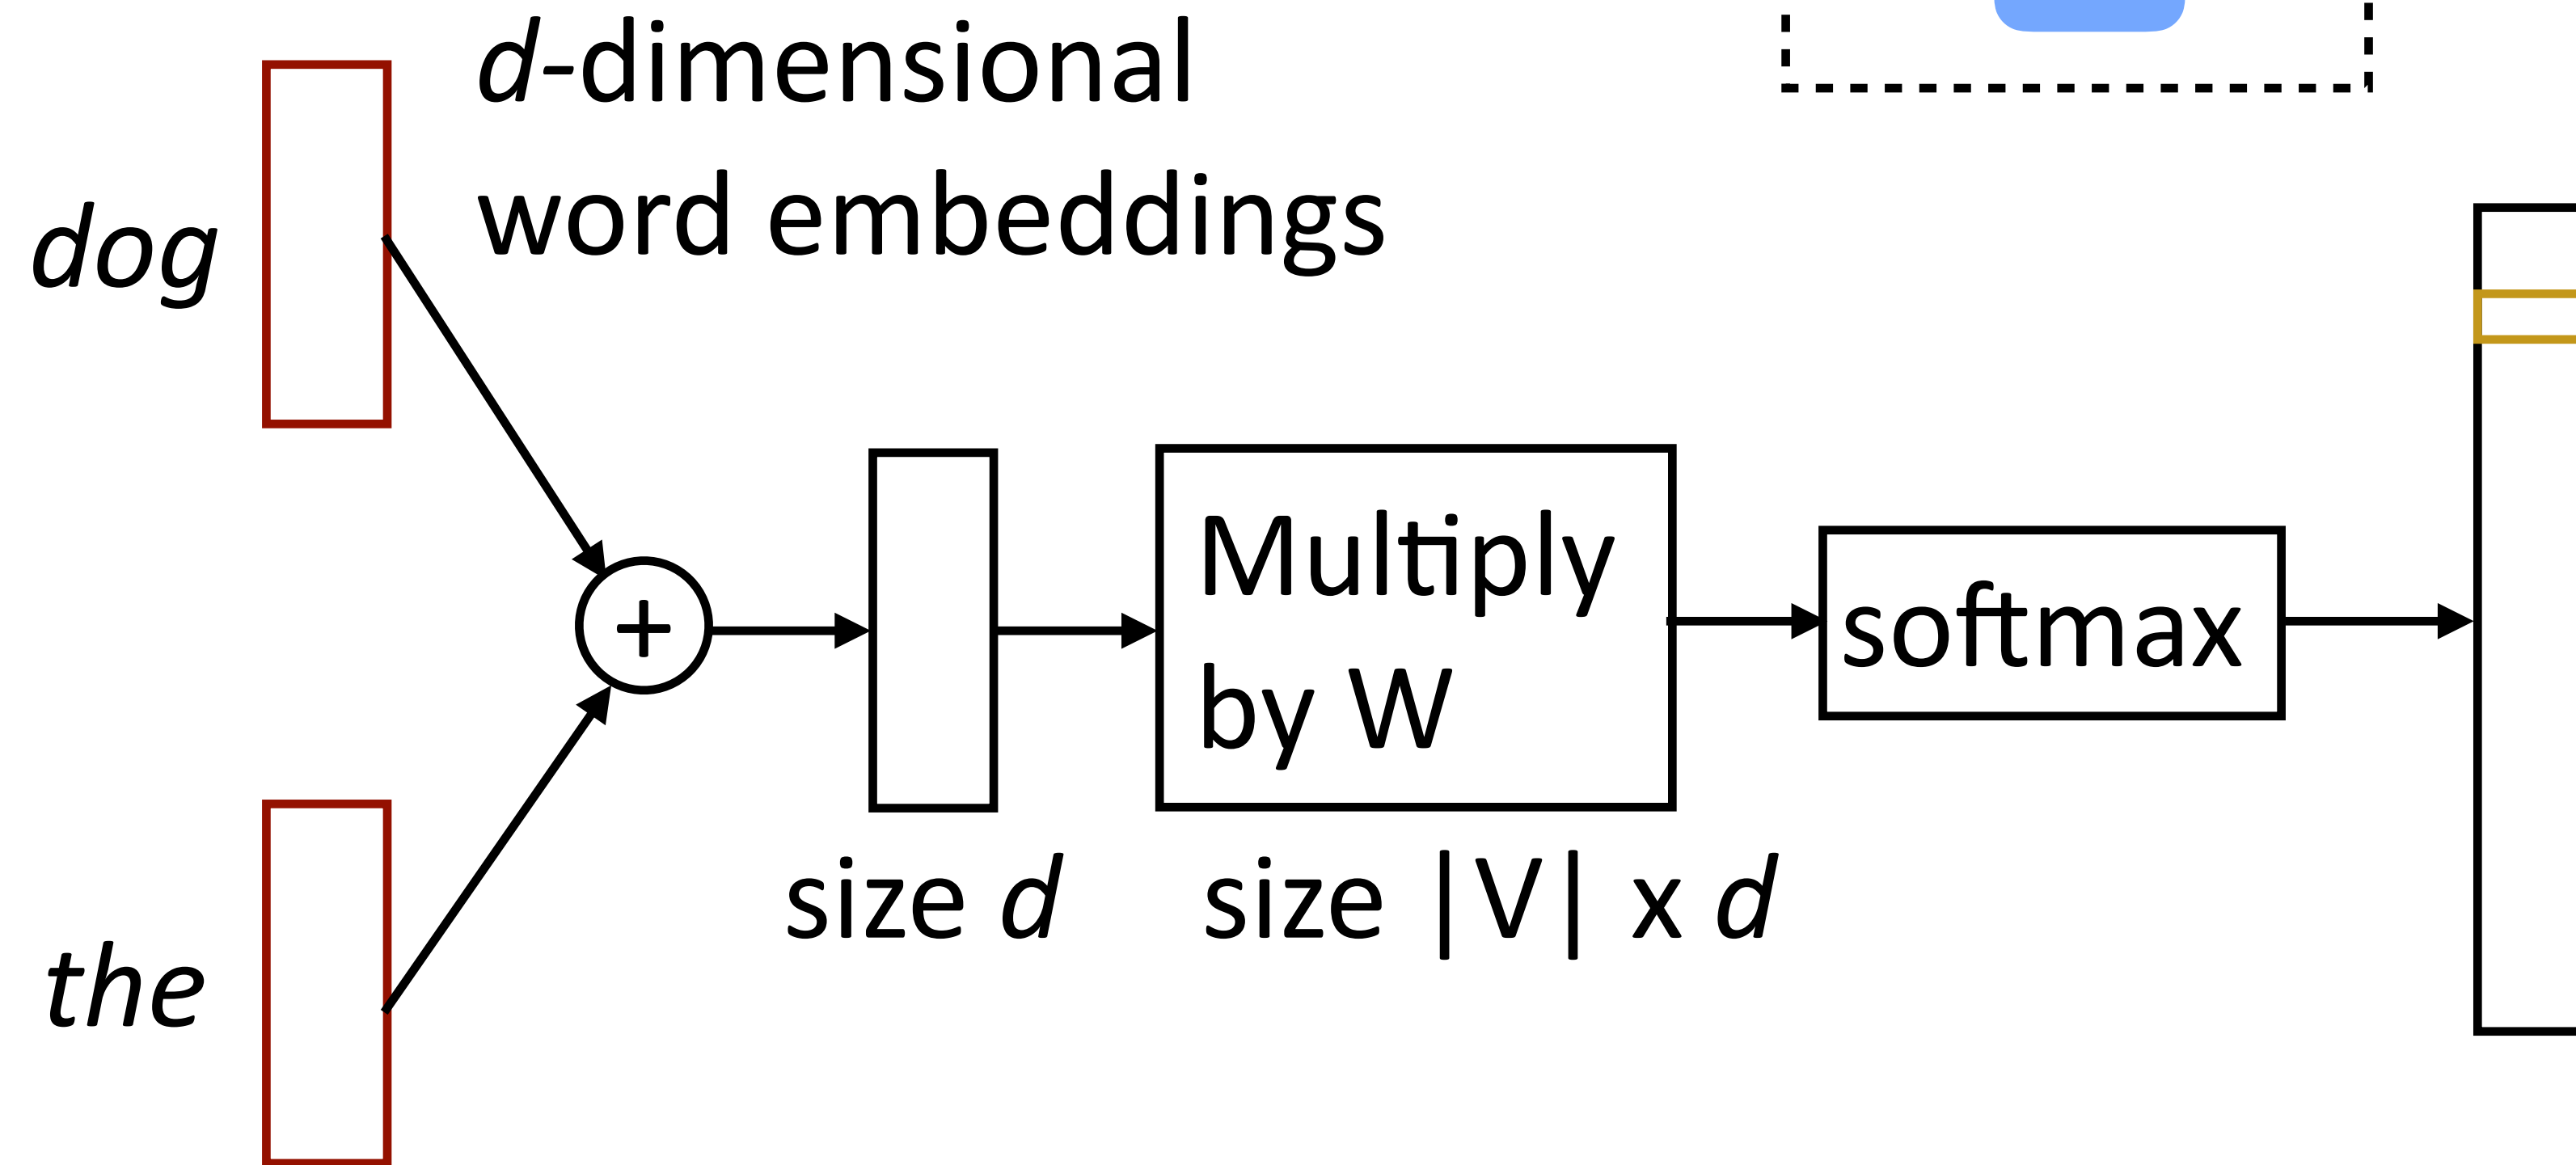 d-dimensional
word embeddings
dog
+
Multiply
by W
softmax
size d
size |V| x d
the